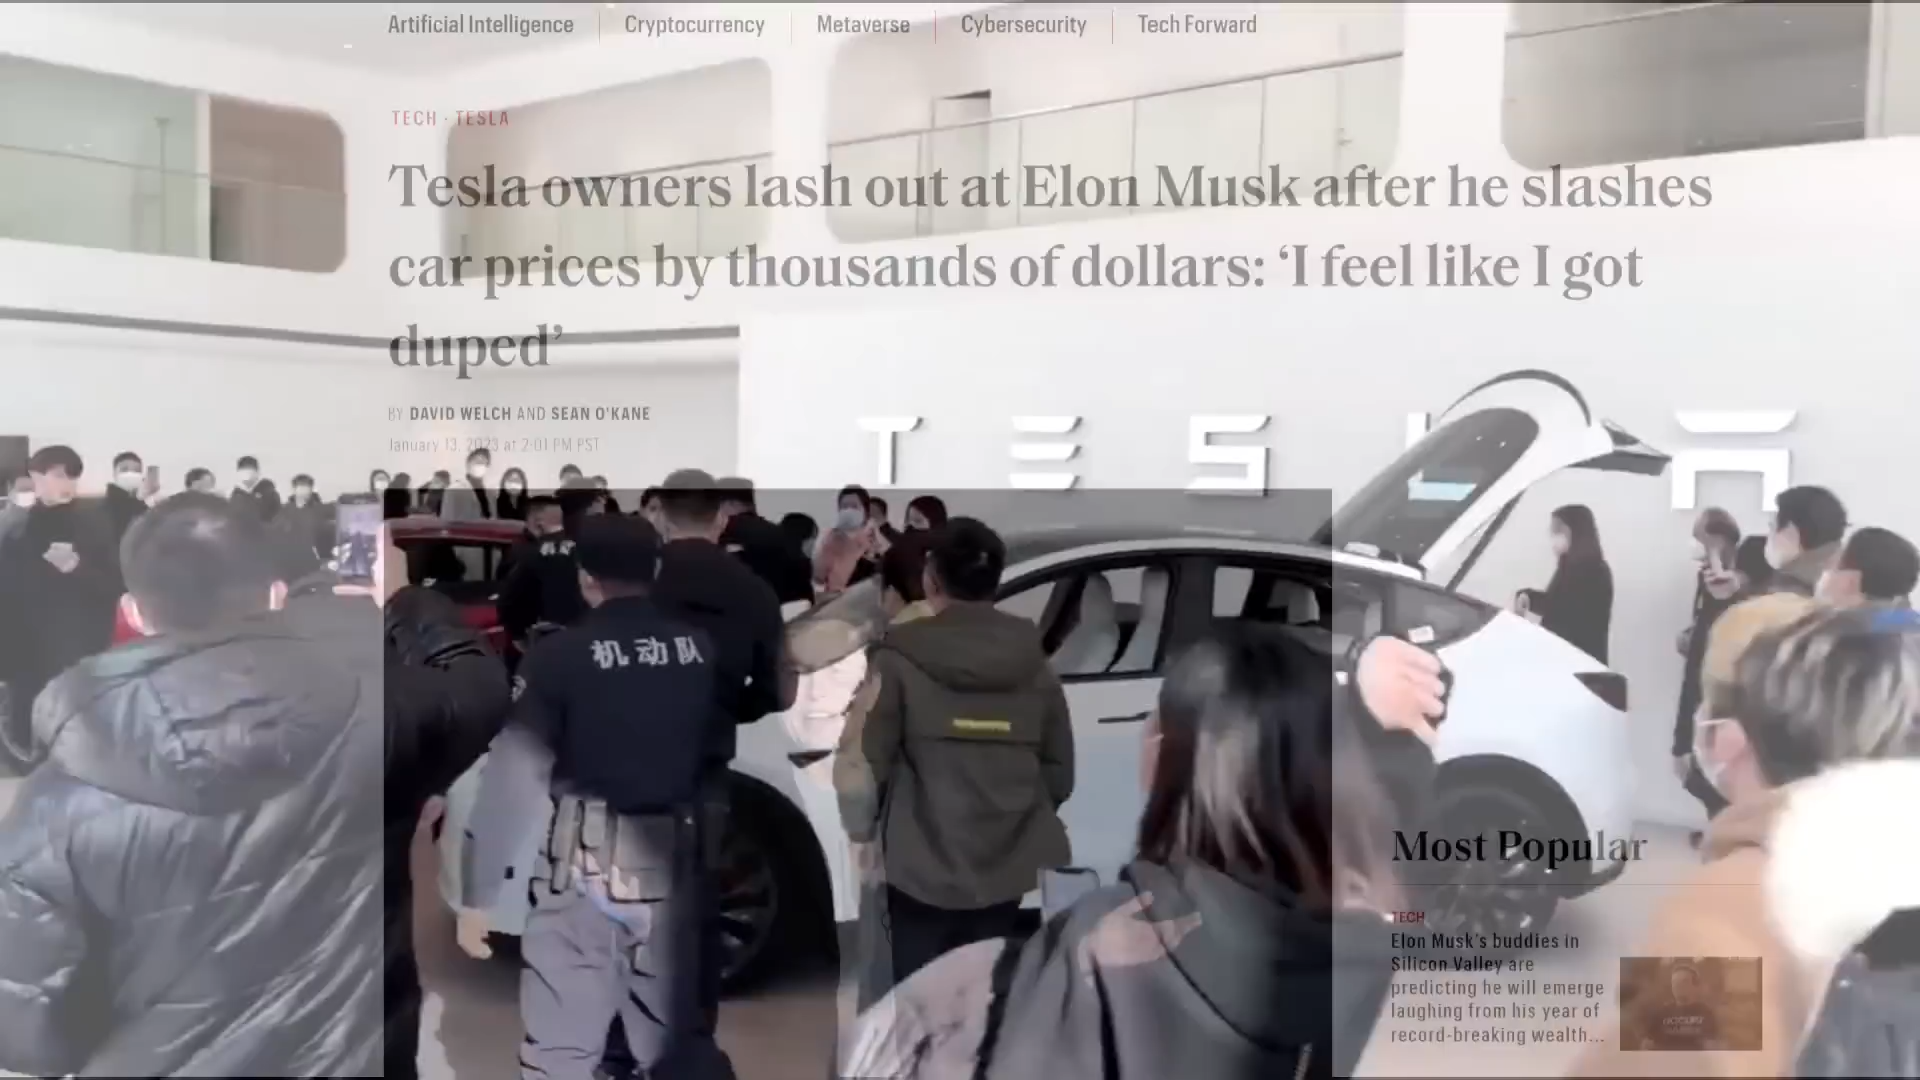 Artificial Intelligence Cryptocurrency Metaverse Cybersecurity Tech Forward
TECH · TESLA
Tesla owners lash out at Elon Musk after he slashes
car prices by thousands of dollars: ‘I feel like I got
duped’
BY DAVID WELCH AND SEAN O'KANE
January 13, 2023 at 2:01 PM PST
TESLA
机动队
Most Popular
TECH
Elon Musk's buddies in
Silicon Valley are
predicting he will emerge
laughing from his year of
record-breaking wealth...